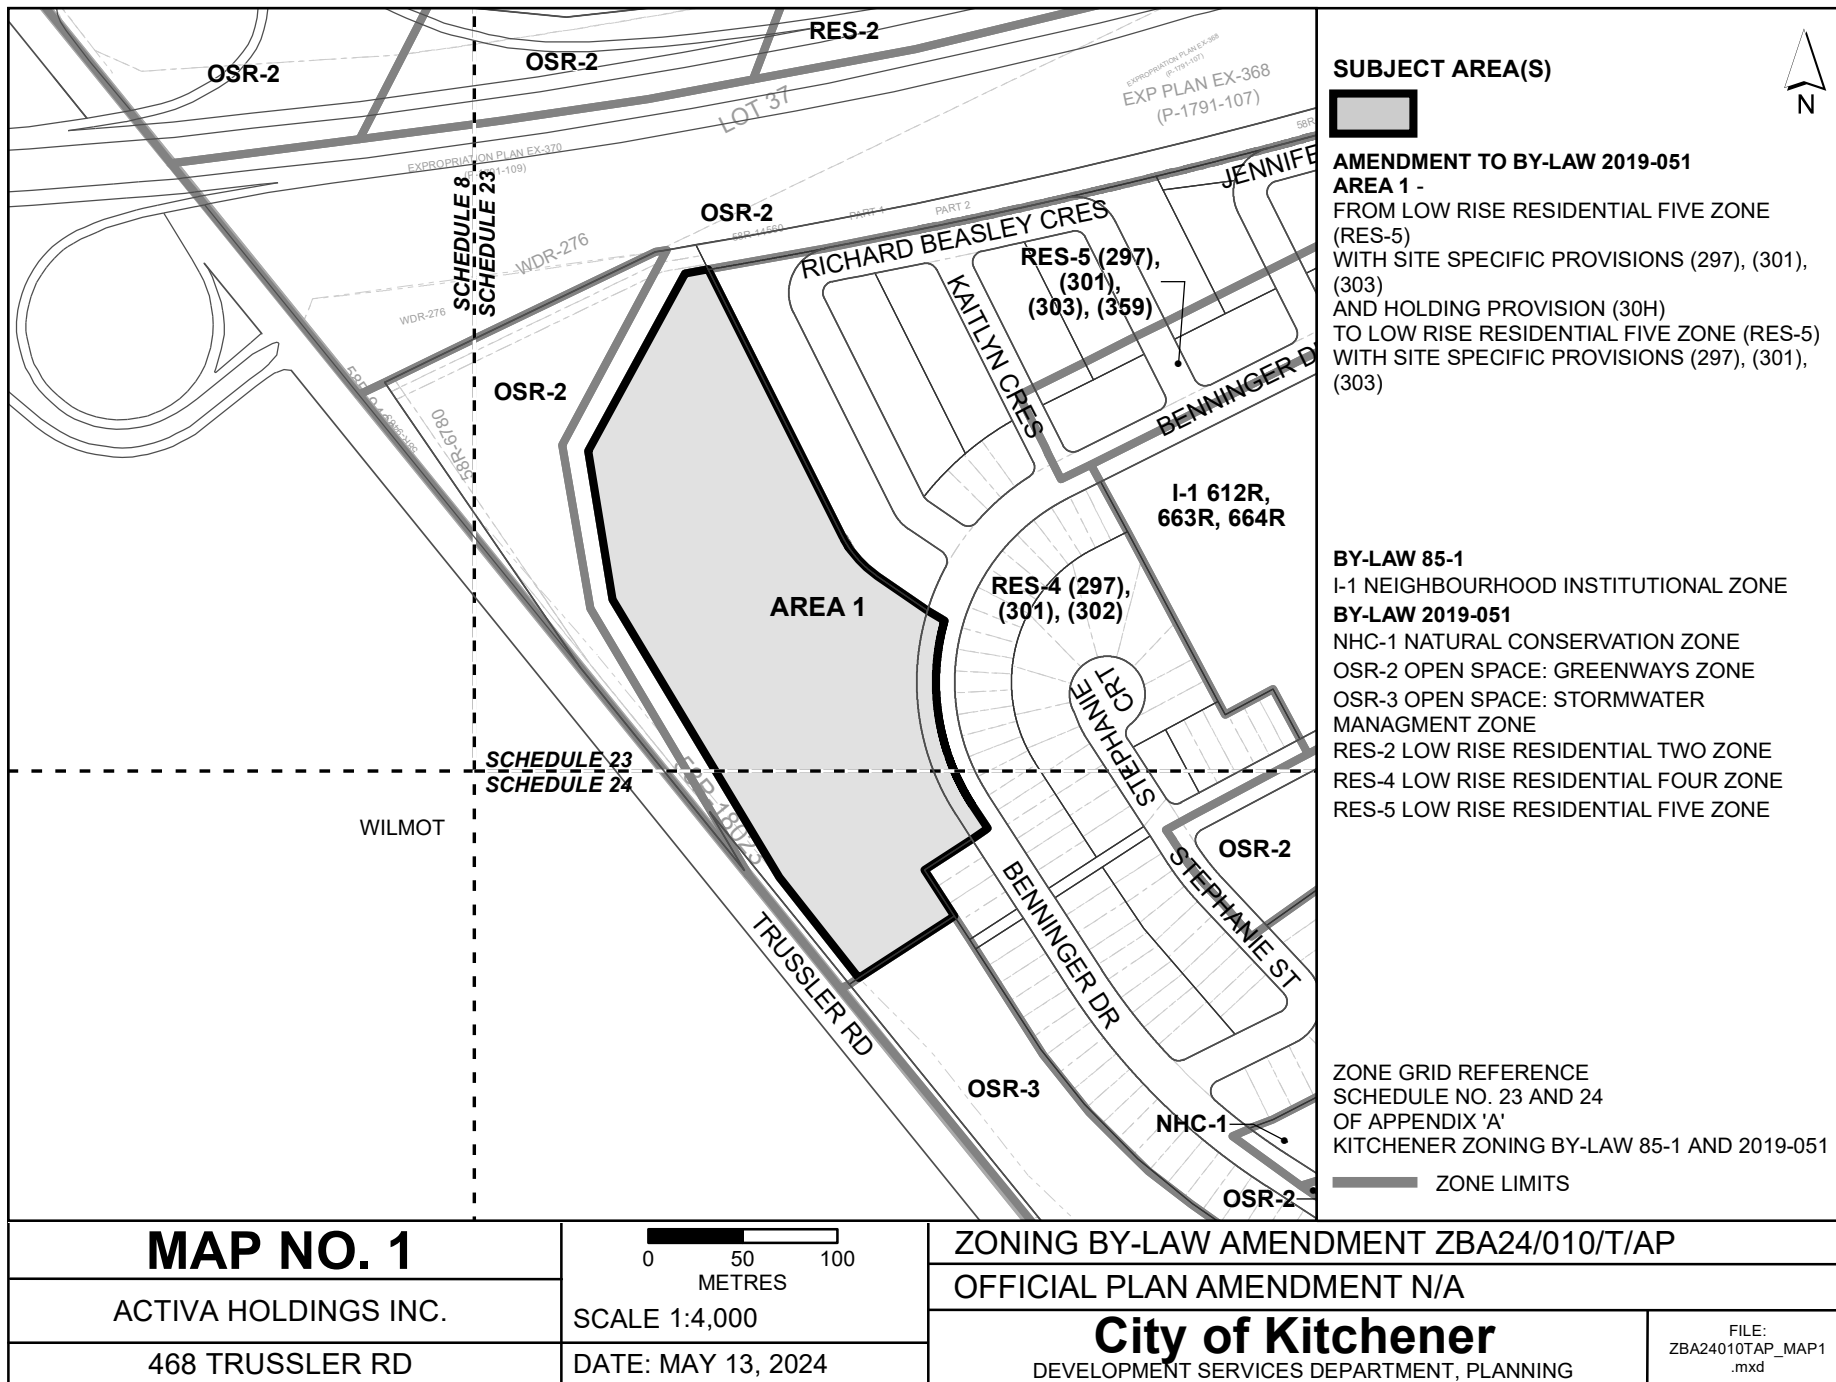 RES-2
OSR-2
OSR-2
LOT 37
EXPROPRIATION PLAN EX-368
(P-1791-107)
EXP PLAN EX-368
(P-1791-107)
EXPROPRIATION PLAN EX-370
(P-1791-109)
SCHEDULE 8
SCHEDULE 23
WDR-276
WDR-276
OSR-2
PART 1
PART 2
58R-14560
58R
JENNIFE
RICHARD BEASLEY CRES
KAITLYN CRES
RES-5 (297),
(301),
(303), (359)
BENNINGER D
OSR-2
58R-6780
I-1 612R,
663R, 664R
RES-4 (297),
(301), (302)
AREA 1
STEPHANIE
CRT
SCHEDULE 23
SCHEDULE 24
58R-18023
WILMOT
OSR-2
STEPHANIE ST
BENNINGER DR
TRUSSLER RD
OSR-3
NHC-1
OSR-2
SUBJECT AREA(S)
N
AMENDMENT TO BY-LAW 2019-051
AREA 1 -
FROM LOW RISE RESIDENTIAL FIVE ZONE
(RES-5)
WITH SITE SPECIFIC PROVISIONS (297), (301),
(303)
AND HOLDING PROVISION (30H)
TO LOW RISE RESIDENTIAL FIVE ZONE (RES-5)
WITH SITE SPECIFIC PROVISIONS (297), (301),
(303)
BY-LAW 85-1
I-1 NEIGHBOURHOOD INSTITUTIONAL ZONE
BY-LAW 2019-051
NHC-1 NATURAL CONSERVATION ZONE
OSR-2 OPEN SPACE: GREENWAYS ZONE
OSR-3 OPEN SPACE: STORMWATER
MANAGMENT ZONE
RES-2 LOW RISE RESIDENTIAL TWO ZONE
RES-4 LOW RISE RESIDENTIAL FOUR ZONE
RES-5 LOW RISE RESIDENTIAL FIVE ZONE
ZONE GRID REFERENCE
SCHEDULE NO. 23 AND 24
OF APPENDIX 'A'
KITCHENER ZONING BY-LAW 85-1 AND 2019-051
ZONE LIMITS
MAP NO. 1
ACTIVA HOLDINGS INC.
468 TRUSSLER RD
0 50 100
METRES
SCALE 1:4,000
DATE: MAY 13, 2024
ZONING BY-LAW AMENDMENT ZBA24/010/T/AP
OFFICIAL PLAN AMENDMENT N/A
City of Kitchener
DEVELOPMENT SERVICES DEPARTMENT, PLANNING
FILE:
ZBA24010TAP_MAP1
.mxd